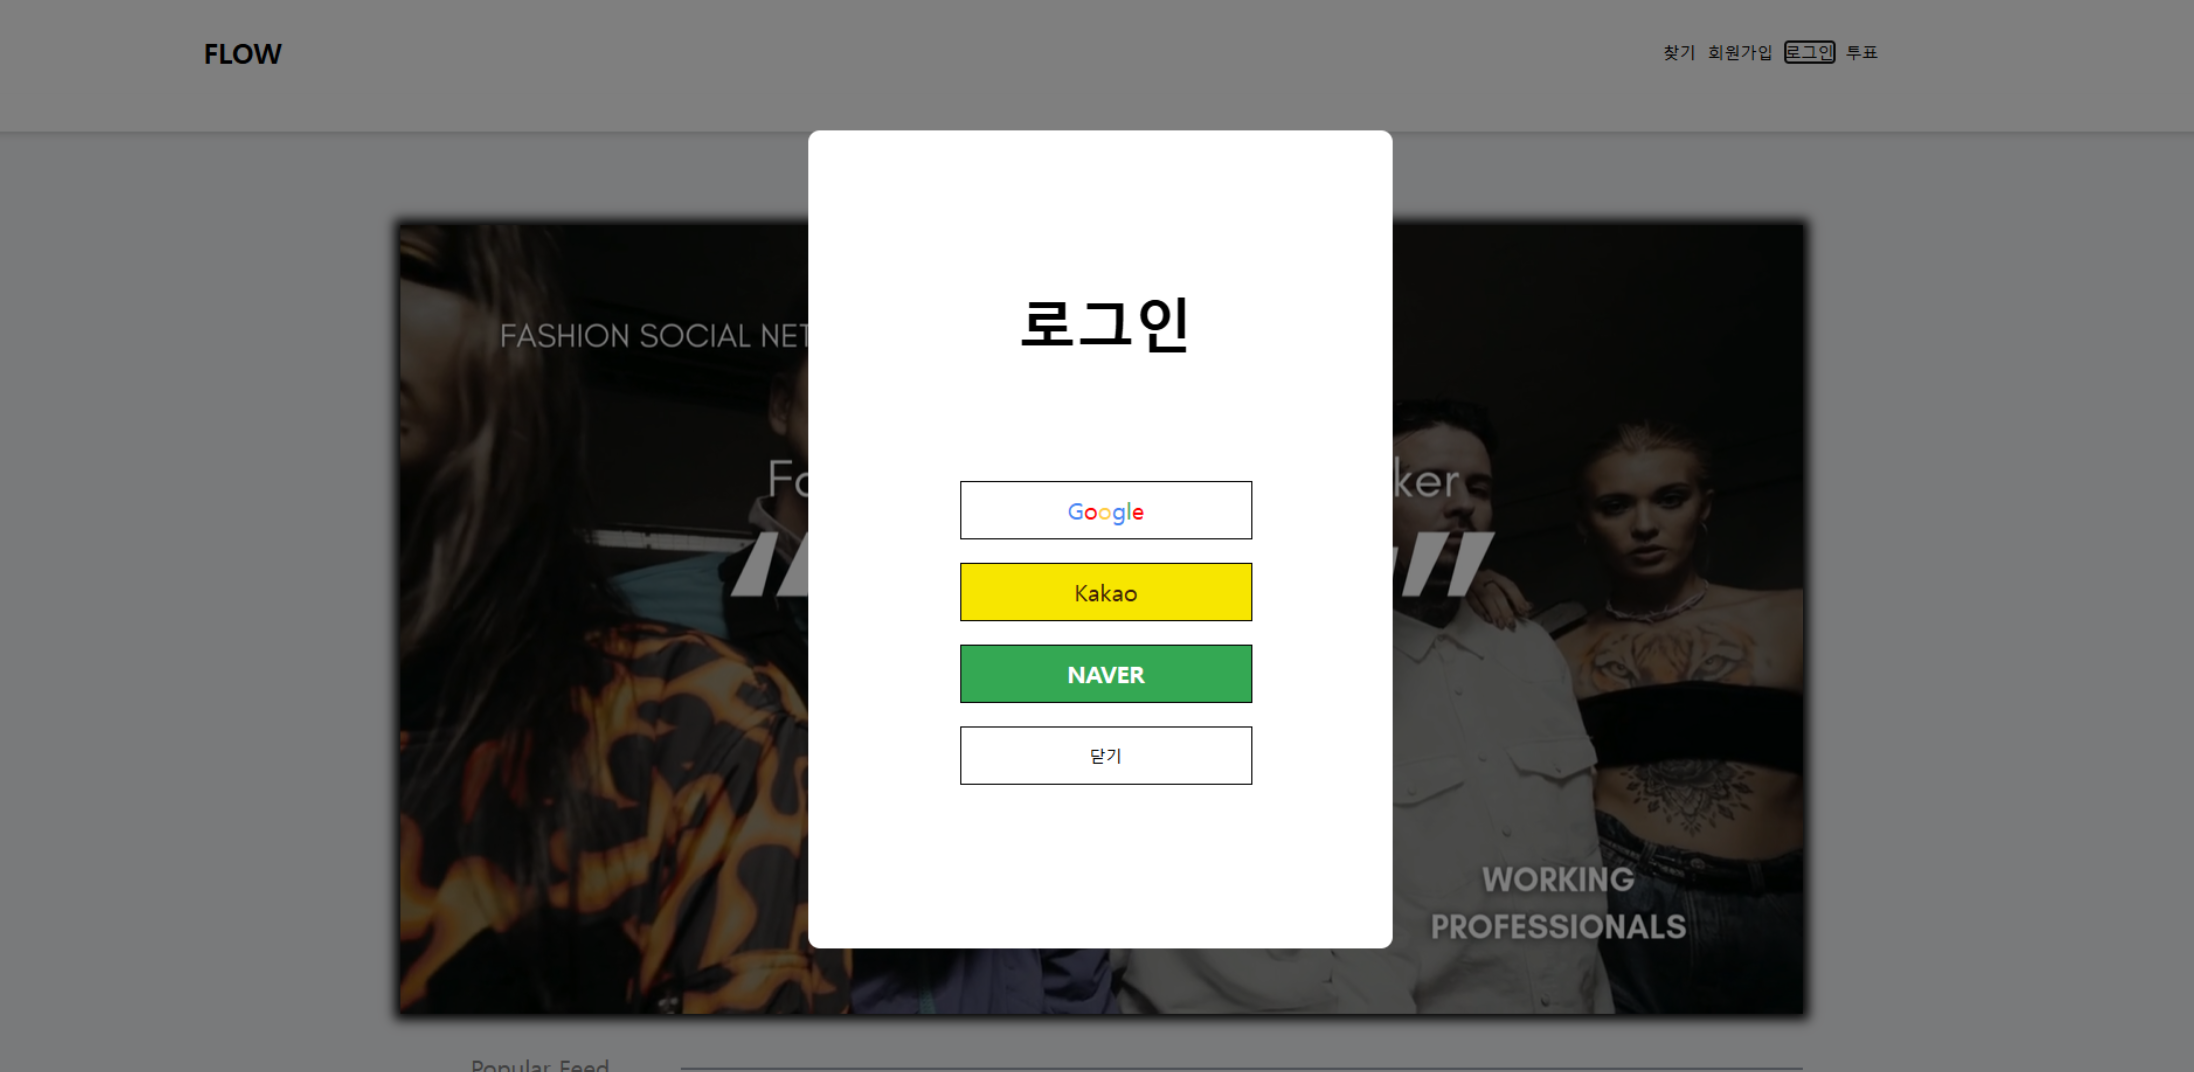 FLOW
찾기 회원가입 로그인 투표
로그인
FASHION SOCIAL NET
Fa ker
Google
" "
Kakao
NAVER
닫기
WORKING
PROFESSIONALS
Popular Feed